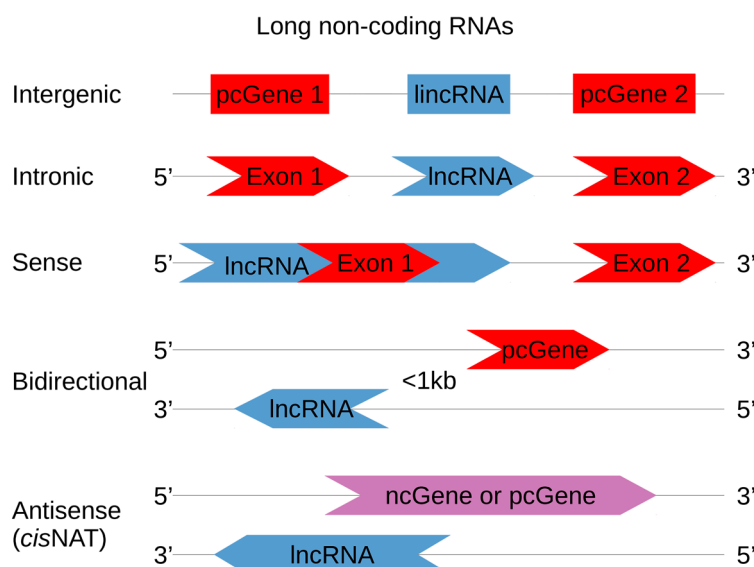 Long non-coding RNAs
Intergenic pcGene 1 lincRNA pcGene 2
Intronic 5’ Exon 1 lncRNA Exon 2 3’
Sense 5’ lncRNA Exon 1 Exon 2 3’
5’ pcGene 3’
Bidirectional <1kb
3’ lncRNA 5’
5’ ncGene or pcGene 3’
Antisense
(cisNAT)
3’ lncRNA 5’